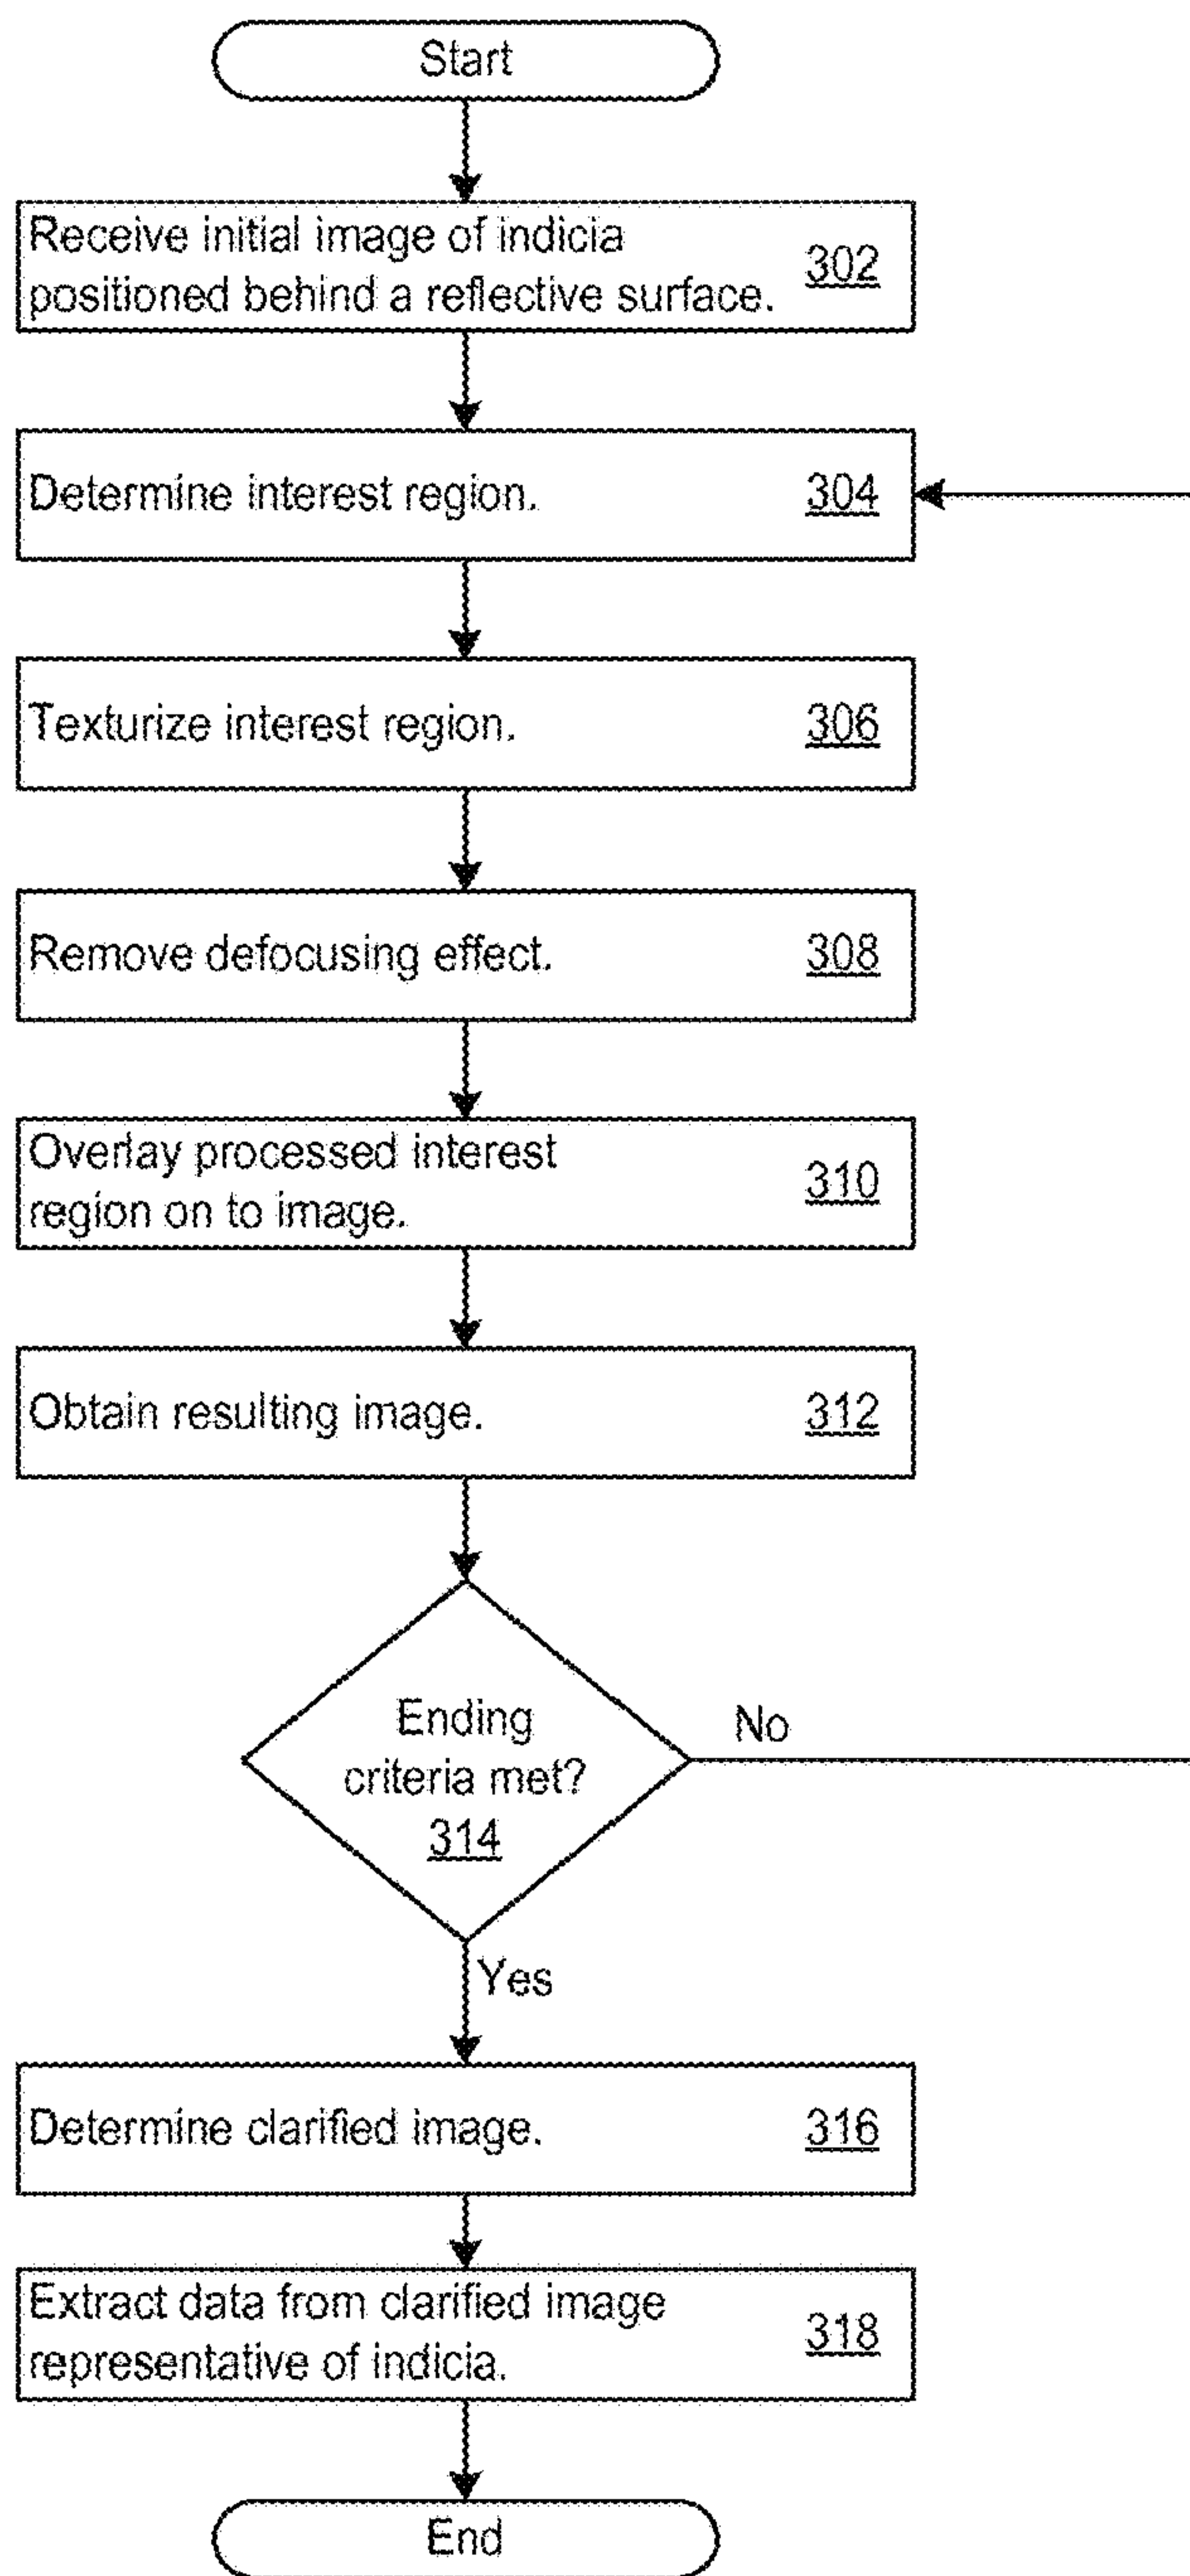 Start
Receive initial image of indicia
positioned behind a reflective surface.
302
Determine interest region.
304
Texturize interest region.
306
Remove defocusing effect.
308
Overlay processed interest
region on to image.
310
Obtain resulting image.
312
Ending
criteria met?
314
No
Yes
Determine clarified image.
316
Extract data from clarified image
representative of indicia.
318
End